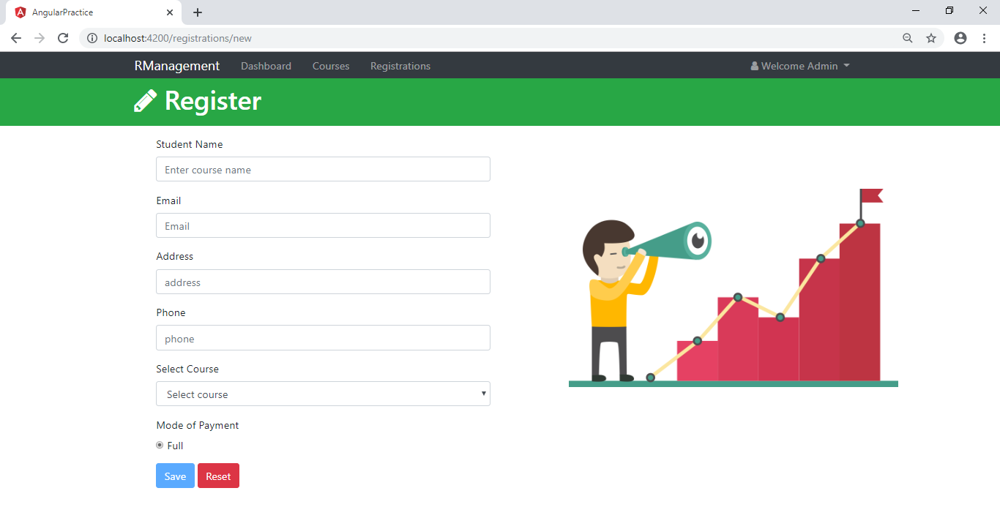 AngularPractice
localhost:4200/registrations/new
RManagement Dashboard Courses Registrations Welcome Admin
Register
Student Name
Enter course name
Email
Email
Address
address
Phone
phone
Select Course
Select course
Mode of Payment
Full
Save Reset